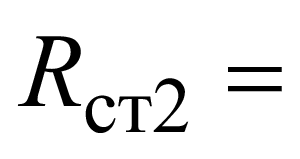 Rст2 =